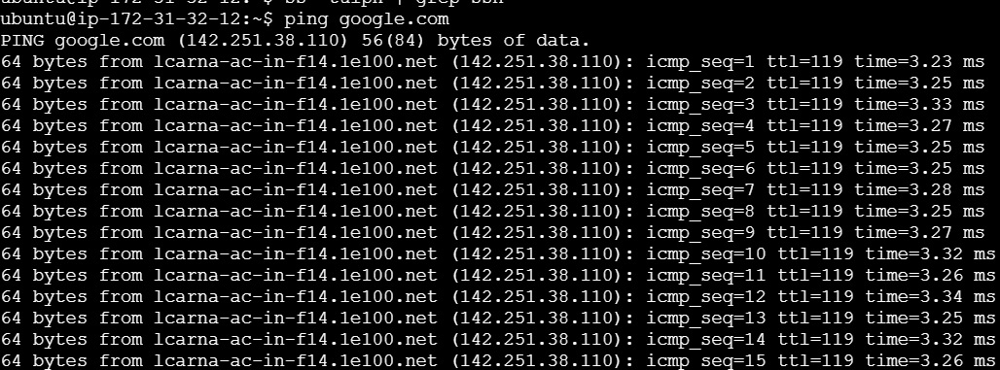 ubuntu@ip-172-31-32-12:~$ ping google.com
PING google.com (142.251.38.110) 56(84) bytes of data.
64 bytes from lcarna-ac-in-f14.1e100.net (142.251.38.110): icmp_seq=1 ttl=119 time=3.23 ms
64 bytes from lcarna-ac-in-f14.1e100.net (142.251.38.110): icmp_seq=2 ttl=119 time=3.25 ms
64 bytes from lcarna-ac-in-f14.1e100.net (142.251.38.110): icmp_seq=3 ttl=119 time=3.33 ms
64 bytes from lcarna-ac-in-f14.1e100.net (142.251.38.110): icmp_seq=4 ttl=119 time=3.27 ms
64 bytes from lcarna-ac-in-f14.1e100.net (142.251.38.110): icmp_seq=5 ttl=119 time=3.25 ms
64 bytes from lcarna-ac-in-f14.1e100.net (142.251.38.110): icmp_seq=6 ttl=119 time=3.25 ms
64 bytes from lcarna-ac-in-f14.1e100.net (142.251.38.110): icmp_seq=7 ttl=119 time=3.28 ms
64 bytes from lcarna-ac-in-f14.1e100.net (142.251.38.110): icmp_seq=8 ttl=119 time=3.25 ms
64 bytes from lcarna-ac-in-f14.1e100.net (142.251.38.110): icmp_seq=9 ttl=119 time=3.27 ms
64 bytes from lcarna-ac-in-f14.1e100.net (142.251.38.110): icmp_seq=10 ttl=119 time=3.32 ms
64 bytes from lcarna-ac-in-f14.1e100.net (142.251.38.110): icmp_seq=11 ttl=119 time=3.26 ms
64 bytes from lcarna-ac-in-f14.1e100.net (142.251.38.110): icmp_seq=12 ttl=119 time=3.34 ms
64 bytes from lcarna-ac-in-f14.1e100.net (142.251.38.110): icmp_seq=13 ttl=119 time=3.25 ms
64 bytes from lcarna-ac-in-f14.1e100.net (142.251.38.110): icmp_seq=14 ttl=119 time=3.32 ms
64 bytes from lcarna-ac-in-f14.1e100.net (142.251.38.110): icmp_seq=15 ttl=119 time=3.26 ms